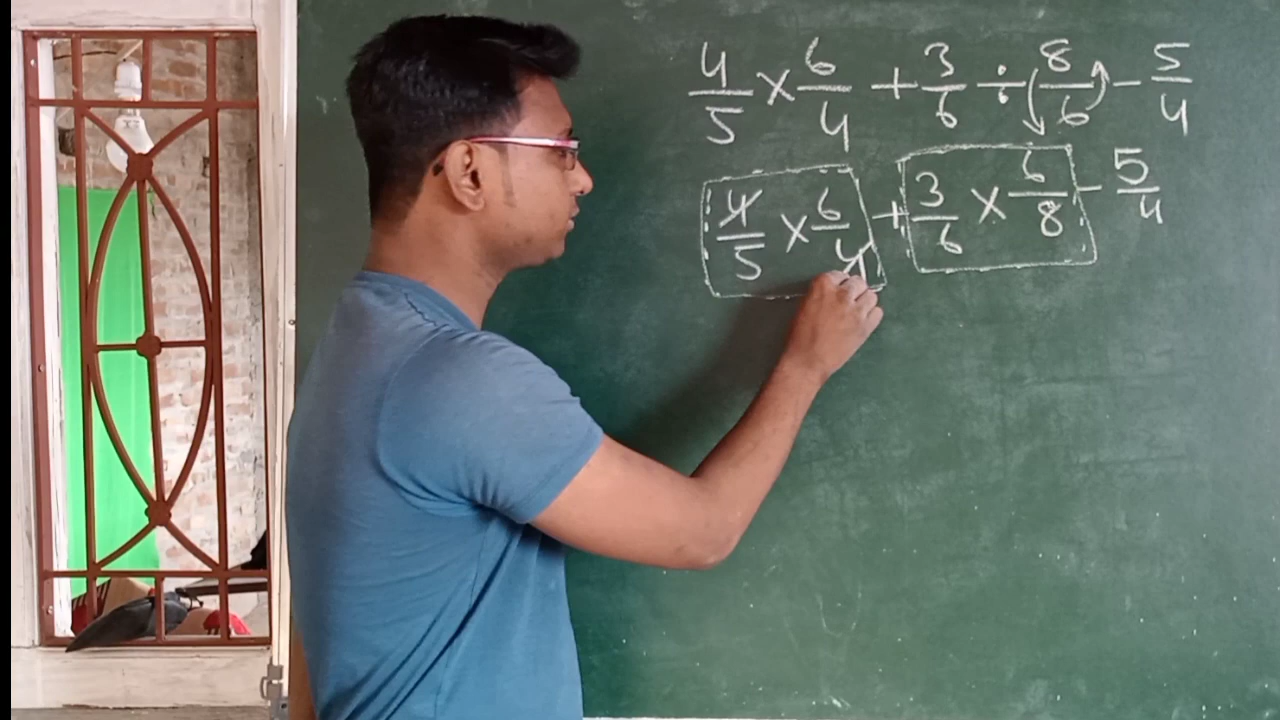 4/5 × 6/4 + 3/6 ÷ 8/6 - 5/4
4/5 × 6/4 + 3/6 × 6/8 - 5/4